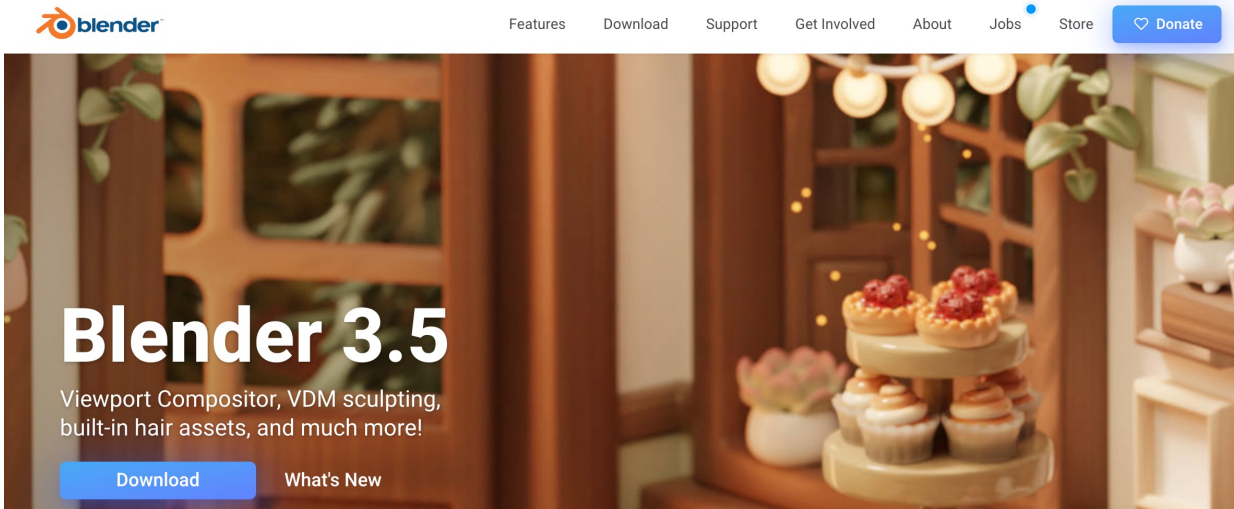 blender
Features Download Support Get Involved About Jobs Store Donate
Blender 3.5
Viewport Compositor, VDM sculpting,
built-in hair assets, and much more!
Download What's New